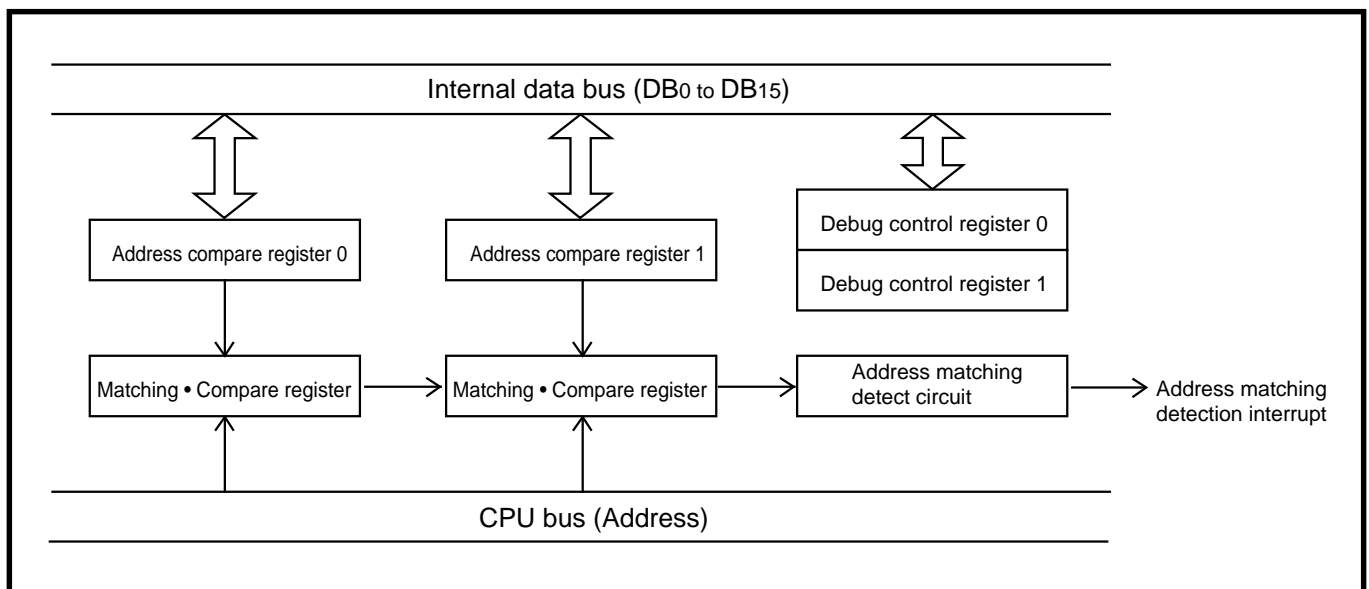 Internal data bus (DB0 to DB15)
Address compare register 0
Address compare register 1
Debug control register 0
Debug control register 1
Matching • Compare register
Matching • Compare register
Address matching
detect circuit
Address matching
detection interrupt
CPU bus (Address)